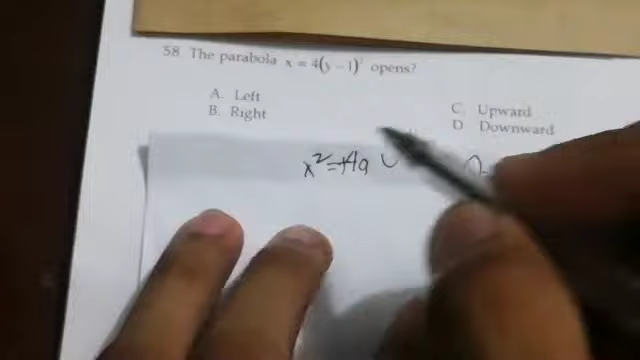 58. The parabola x = 4(y - 1)² opens?
A. Left
B. Right
C. Upward
D. Downward
x² = +4a